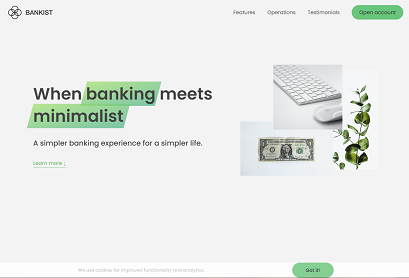 BANKIST
Features Operations Testimonials Open account
When banking meets
minimalist
A simpler banking experience for a simpler life.
Learn more ↓
We use cookies for improved functionality and analytics.
Got it!